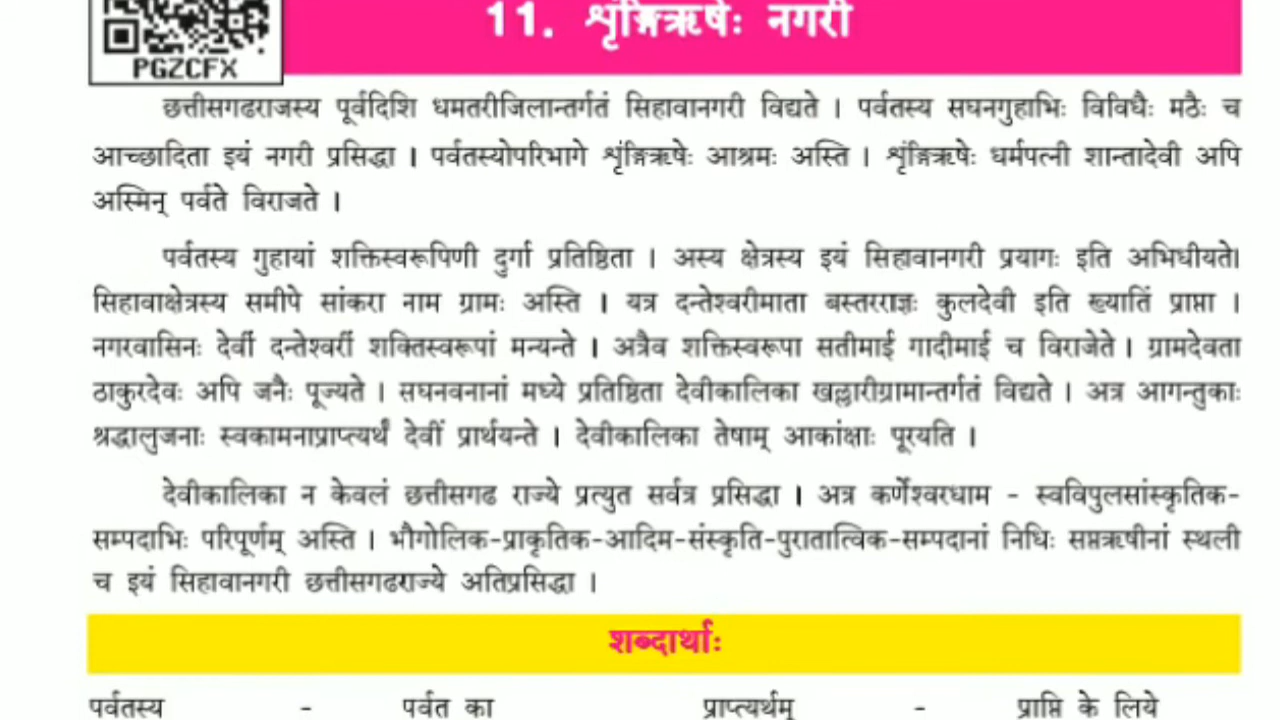 11. शृंङ्गिऋषेः नगरी
PGZCFX
छत्तीसगढराजस्य पूर्वदिशि धमतरीजिलान्तर्गतं सिहावानगरी विद्यते । पर्वतस्य सघनगुहाभिः विविधैः मठैः च
आच्छादिता इयं नगरी प्रसिद्धा । पर्वतस्योपरिभागे शृंङ्गिऋषेः आश्रमः अस्ति । शृंङ्गिऋषेः धर्मपत्नी शान्तादेवी अपि
अस्मिन् पर्वते विराजते ।
पर्वतस्य गुहायां शक्तिस्वरूपिणी दुर्गा प्रतिष्ठिता । अस्य क्षेत्रस्य इयं सिहावानगरी प्रयागः इति अभिधीयते।
सिहावाक्षेत्रस्य समीपे सांकरा नाम ग्रामः अस्ति । यत्र दन्तेश्वरीमाता बस्तरराज्ञः कुलदेवी इति ख्यातिं प्राप्ता ।
नगरवासिनः देवीं दन्तेश्वरीं शक्तिस्वरूपां मन्यन्ते । अत्रैव शक्तिस्वरूपा सतीमाई गादीमाई च विराजेते । ग्रामदेवता
ठाकुरदेवः अपि जनैः पूज्यते । सघनवनानां मध्ये प्रतिष्ठिता देवीकालिका खल्लारीग्रामान्तर्गतं विद्यते । अत्र आगन्तुकाः
श्रद्धालुजनाः स्वकामनाप्राप्त्यर्थं देवीं प्रार्थयन्ते । देवीकालिका तेषाम् आकांक्षाः पूरयति ।
देवीकालिका न केवलं छत्तीसगढ राज्ये प्रत्युत सर्वत्र प्रसिद्धा । अत्र कर्णेश्वरधाम - स्वविपुलसांस्कृतिक-
सम्पदाभिः परिपूर्णम् अस्ति । भौगोलिक-प्राकृतिक-आदिम-संस्कृति-पुरातात्विक-सम्पदानां निधिः सप्तऋषीनां स्थली
च इयं सिहावानगरी छत्तीसगढराज्ये अतिप्रसिद्धा ।
शब्दार्थाः
पर्वतस्य - पर्वत का प्राप्त्यर्थम् - प्राप्ति के लिये